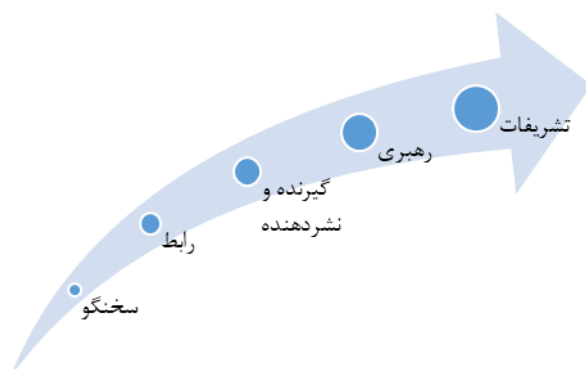 تشریفات
رهبری
گیرنده و
نشردهنده
رابط
سخنگو